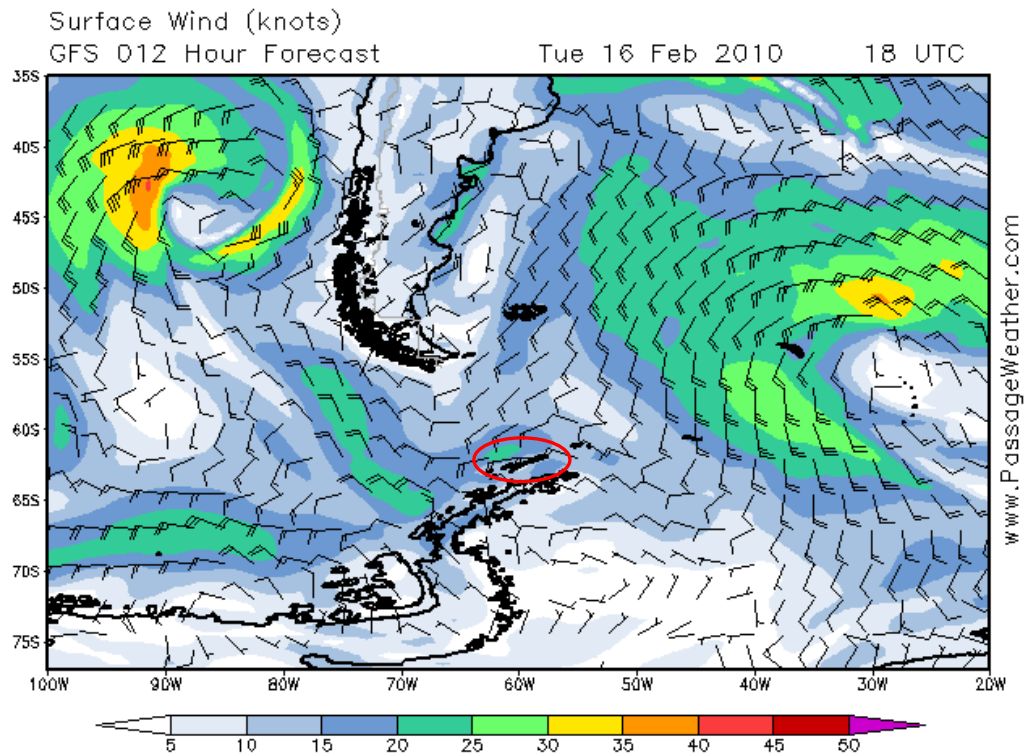 Surface Wind (knots)
GFS 012 Hour Forecast Tue 16 Feb 2010 18 UTC
35S
40S
45S
50S
55S
60S
65S
70S
75S
100W 90W 80W 70W 60W 50W 40W 30W 20W
5 10 15 20 25 30 35 40 45 50
www.PassageWeather.com